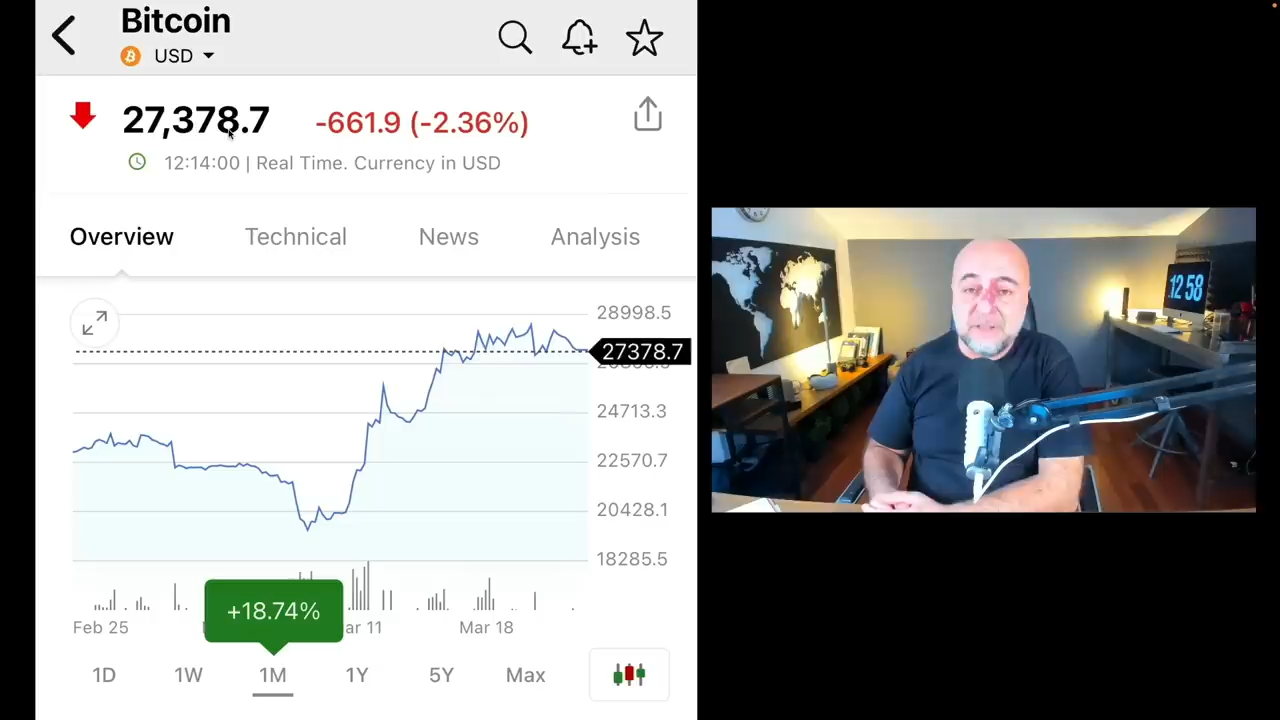 Bitcoin
USD
27,378.7 -661.9 (-2.36%)
12:14:00 | Real Time. Currency in USD
Overview Technical News Analysis
28998.5
27378.7
24713.3
22570.7
20428.1
18285.5
+18.74%
Feb 25 ar 11 Mar 18
1D 1W 1M 1Y 5Y Max
12 58